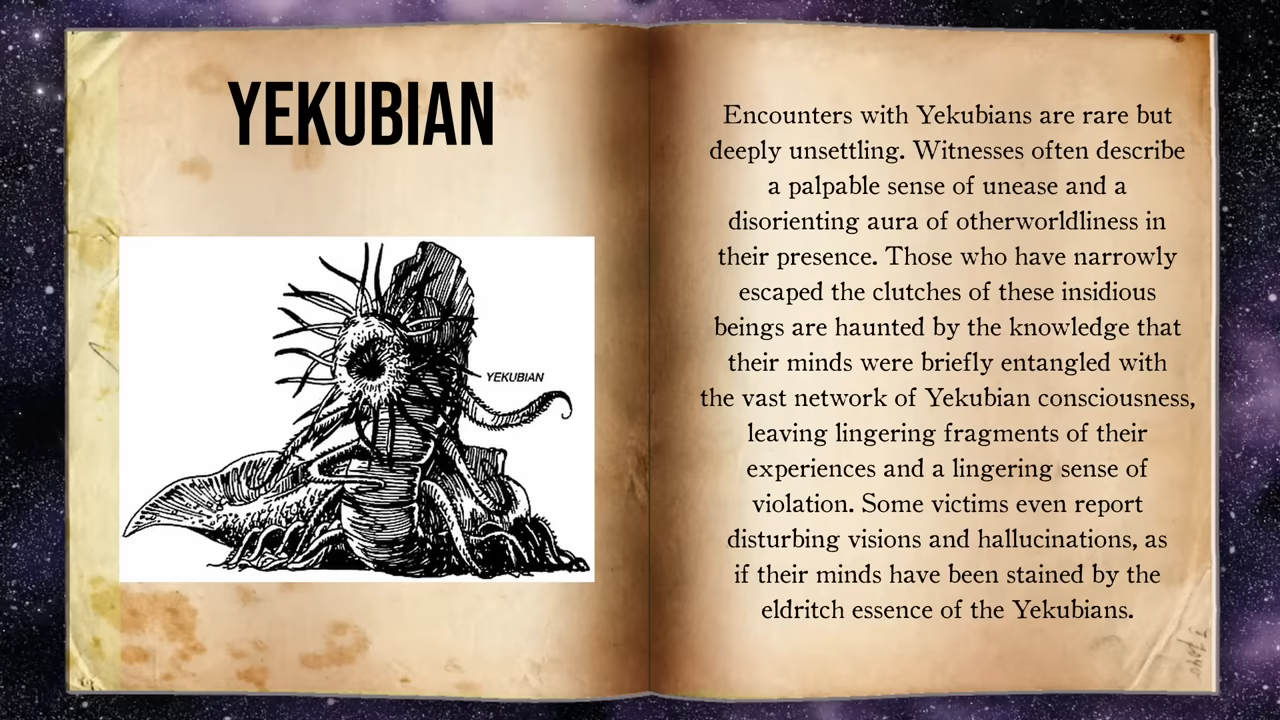 YEKUBIAN
YEKUBIAN
Encounters with Yekubians are rare but
deeply unsettling. Witnesses often describe
a palpable sense of unease and a
disorienting aura of otherworldliness in
their presence. Those who have narrowly
escaped the clutches of these insidious
beings are haunted by the knowledge that
their minds were briefly entangled with
the vast network of Yekubian consciousness,
leaving lingering fragments of their
experiences and a lingering sense of
violation. Some victims even report
disturbing visions and hallucinations, as
if their minds have been stained by the
eldritch essence of the Yekubians.